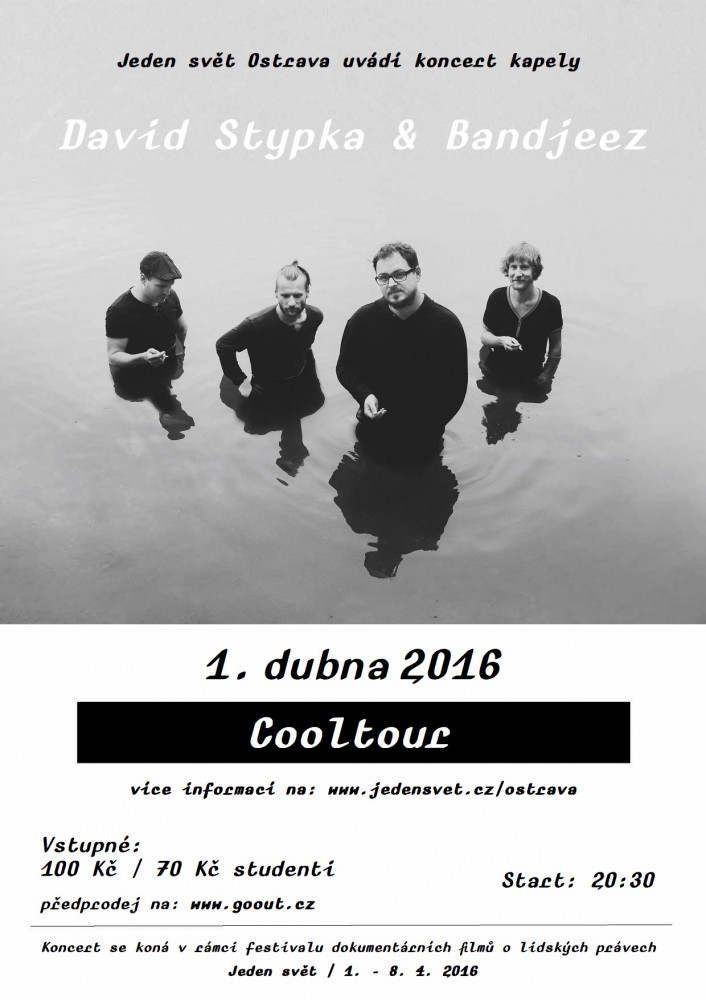 Jeden svět Ostrava uvádí koncert kapely
David Stypka & Bandjeez
1. dubna 2016
Cooltour
více informací na: www.jedensvet.cz/ostrava
Vstupné:
100 Kč / 70 Kč studenti
Start: 20:30
předprodej na: www.goout.cz
Koncert se koná v rámci festivalu dokumentárních filmů o lidských právech
Jeden svět / 1. - 8. 4. 2016